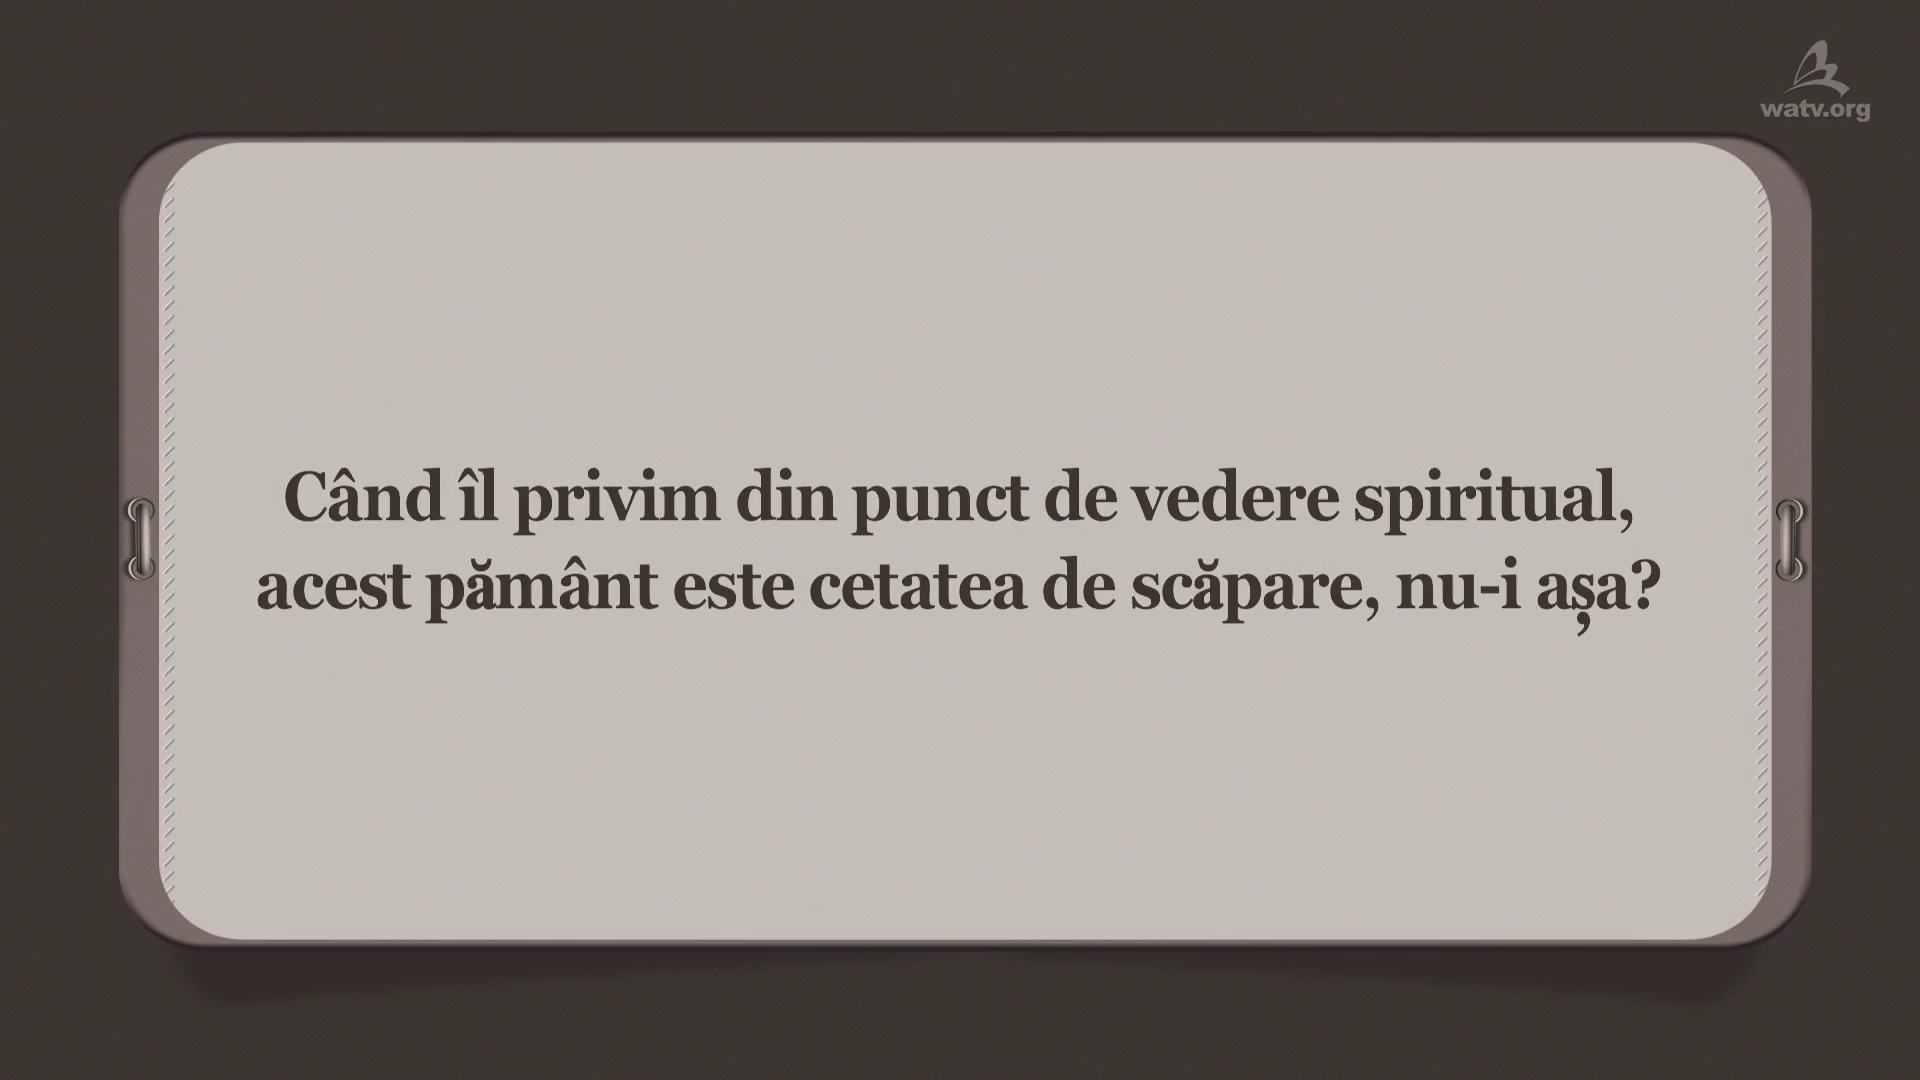 watv.org
Când îl privim din punct de vedere spiritual,
acest pământ este cetatea de scăpare, nu-i așa?